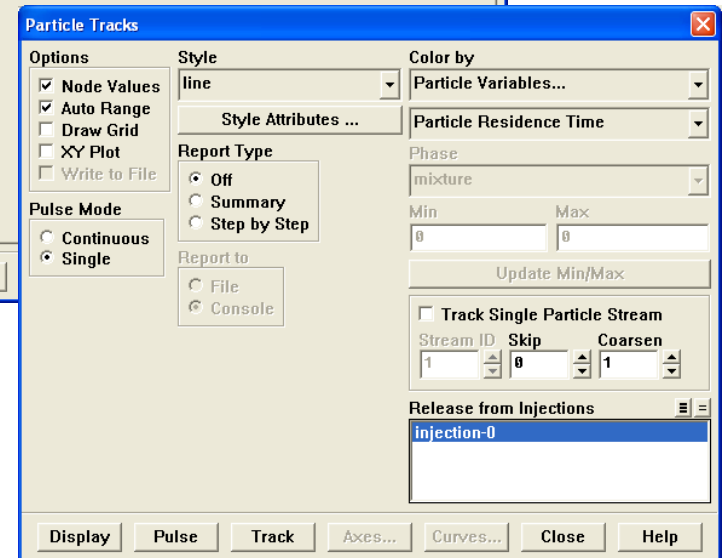 Particle Tracks
Options
Node Values
Auto Range
Draw Grid
XY Plot
Write to File
Pulse Mode
Continuous
Single
Style
line
Style Attributes ...
Report Type
Off
Summary
Step by Step
Report to
File
Console
Color by
Particle Variables...
Particle Residence Time
Phase
mixture
Min Max
0 0
Update Min/Max
Track Single Particle Stream
Stream ID Skip Coarsen
1 0 1
Release from Injections
injection-0
Display Pulse Track Axes... Curves... Close Help